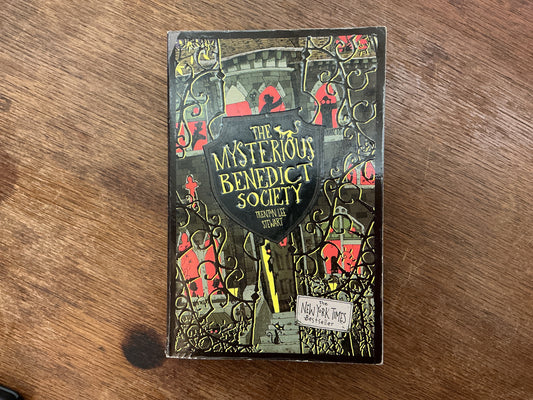 THE
MYSTERIOUS
BENEDICT
SOCIETY
TRENTON LEE
STEWART
The
NEW YORK TIMES
Bestseller